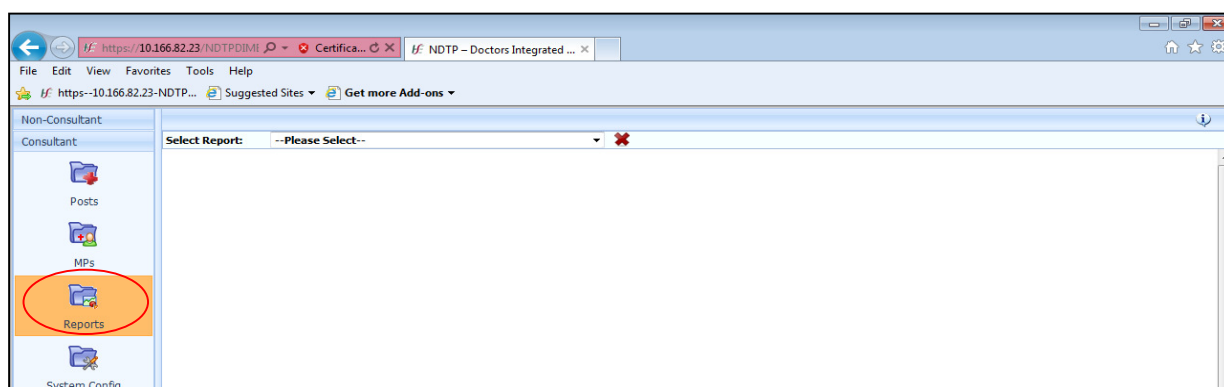 https://10.166.82.23/NDTPDIMI
Certifica...
NDTP – Doctors Integrated ...
File Edit View Favorites Tools Help
https--10.166.82.23-NDTP... Suggested Sites Get more Add-ons
Non-Consultant
Consultant
Select Report: --Please Select--
Posts
MPs
Reports
System Config